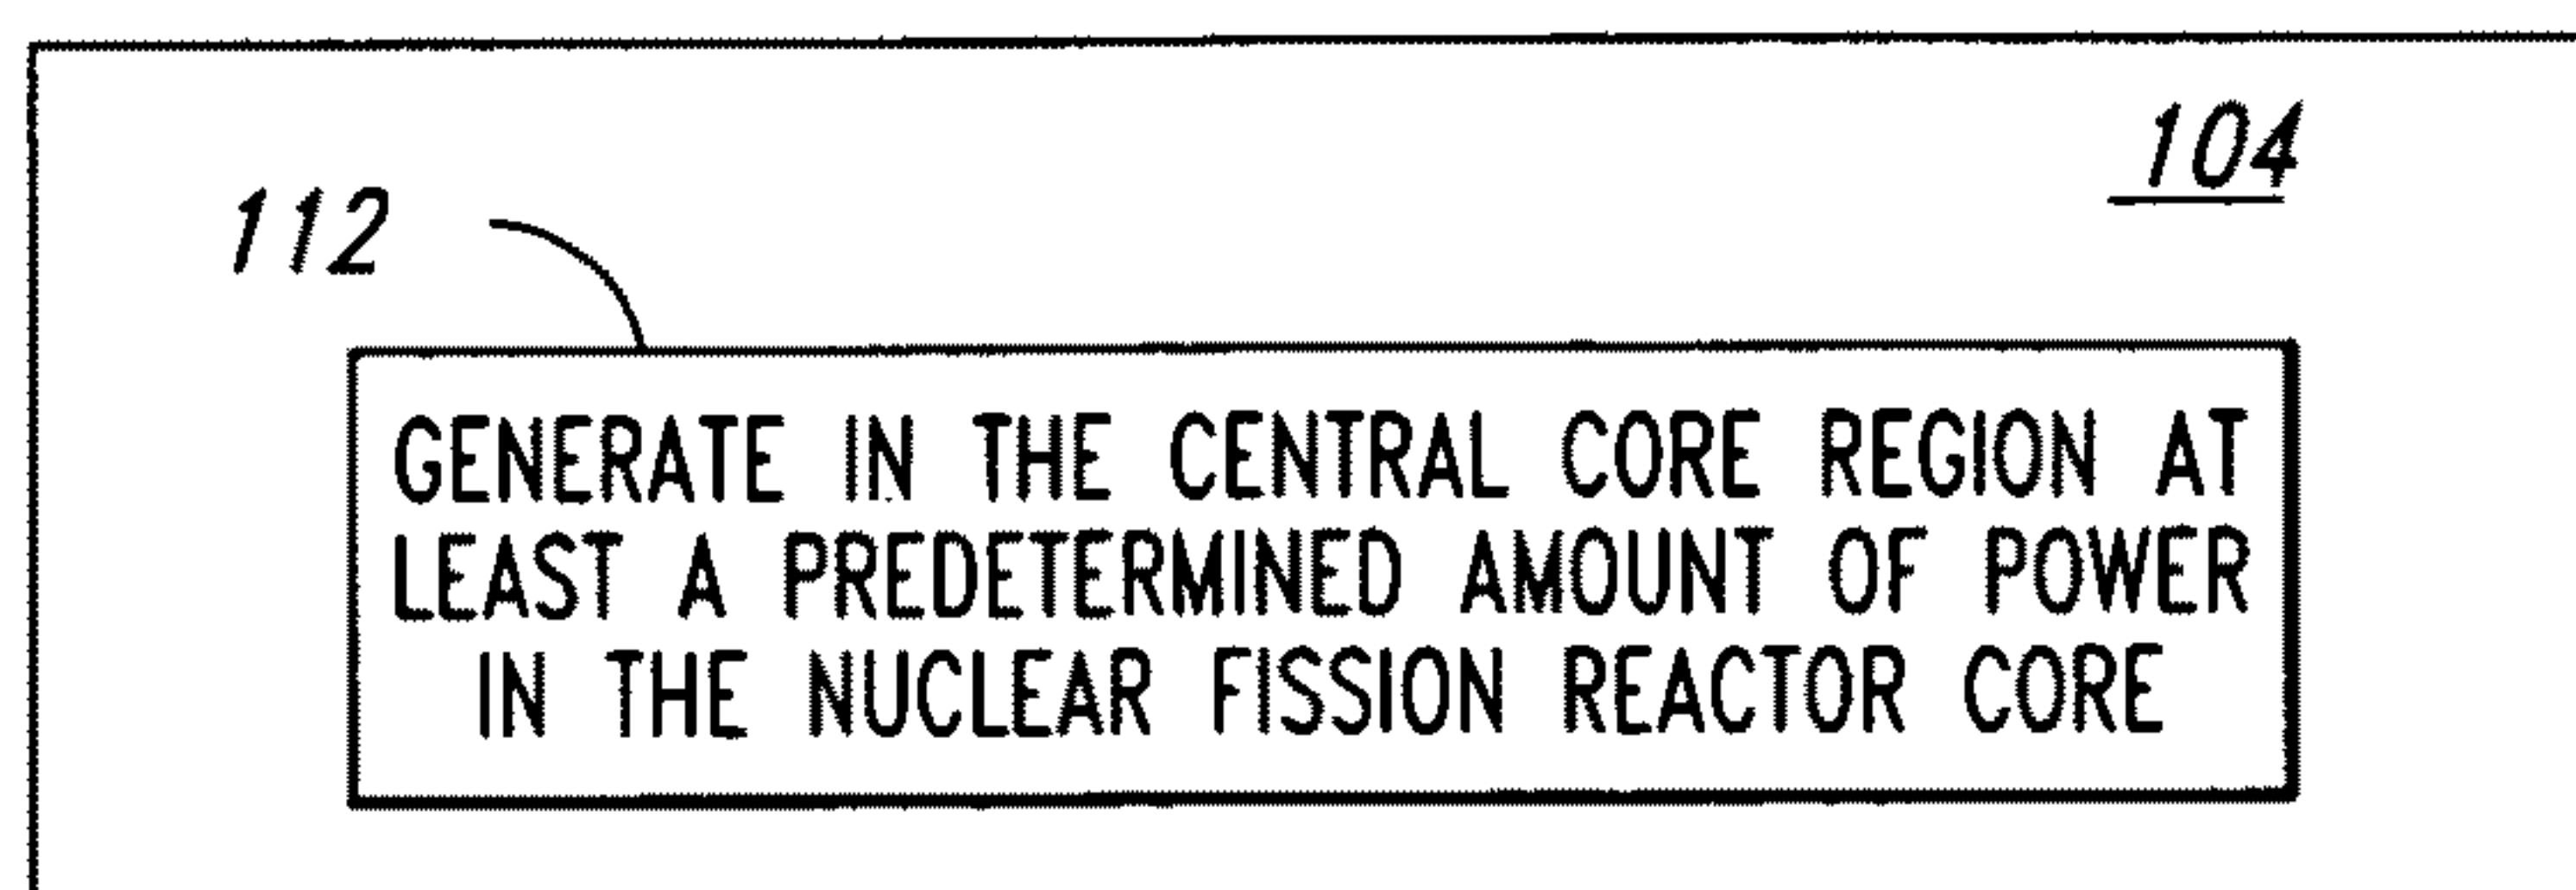 104
112
GENERATE IN THE CENTRAL CORE REGION AT
LEAST A PREDETERMINED AMOUNT OF POWER
IN THE NUCLEAR FISSION REACTOR CORE